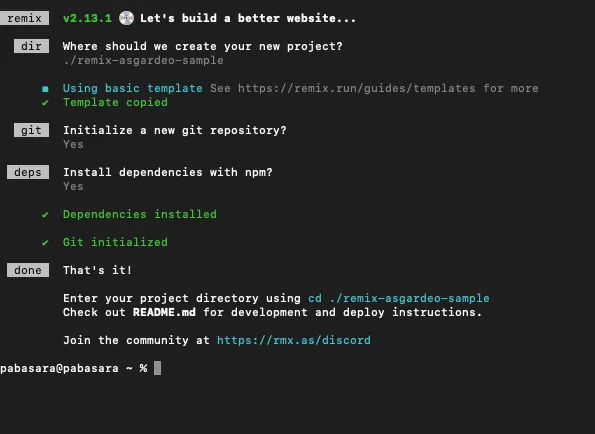 remix v2.13.1 💿 Let's build a better website...
dir Where should we create your new project?
./remix-asgardeo-sample
■ Using basic template See https://remix.run/guides/templates for more
✔ Template copied
git Initialize a new git repository?
Yes
deps Install dependencies with npm?
Yes
✔ Dependencies installed
✔ Git initialized
done That's it!
Enter your project directory using cd ./remix-asgardeo-sample
Check out README.md for development and deploy instructions.
Join the community at https://rmx.as/discord
pabasara@pabasara ~ %